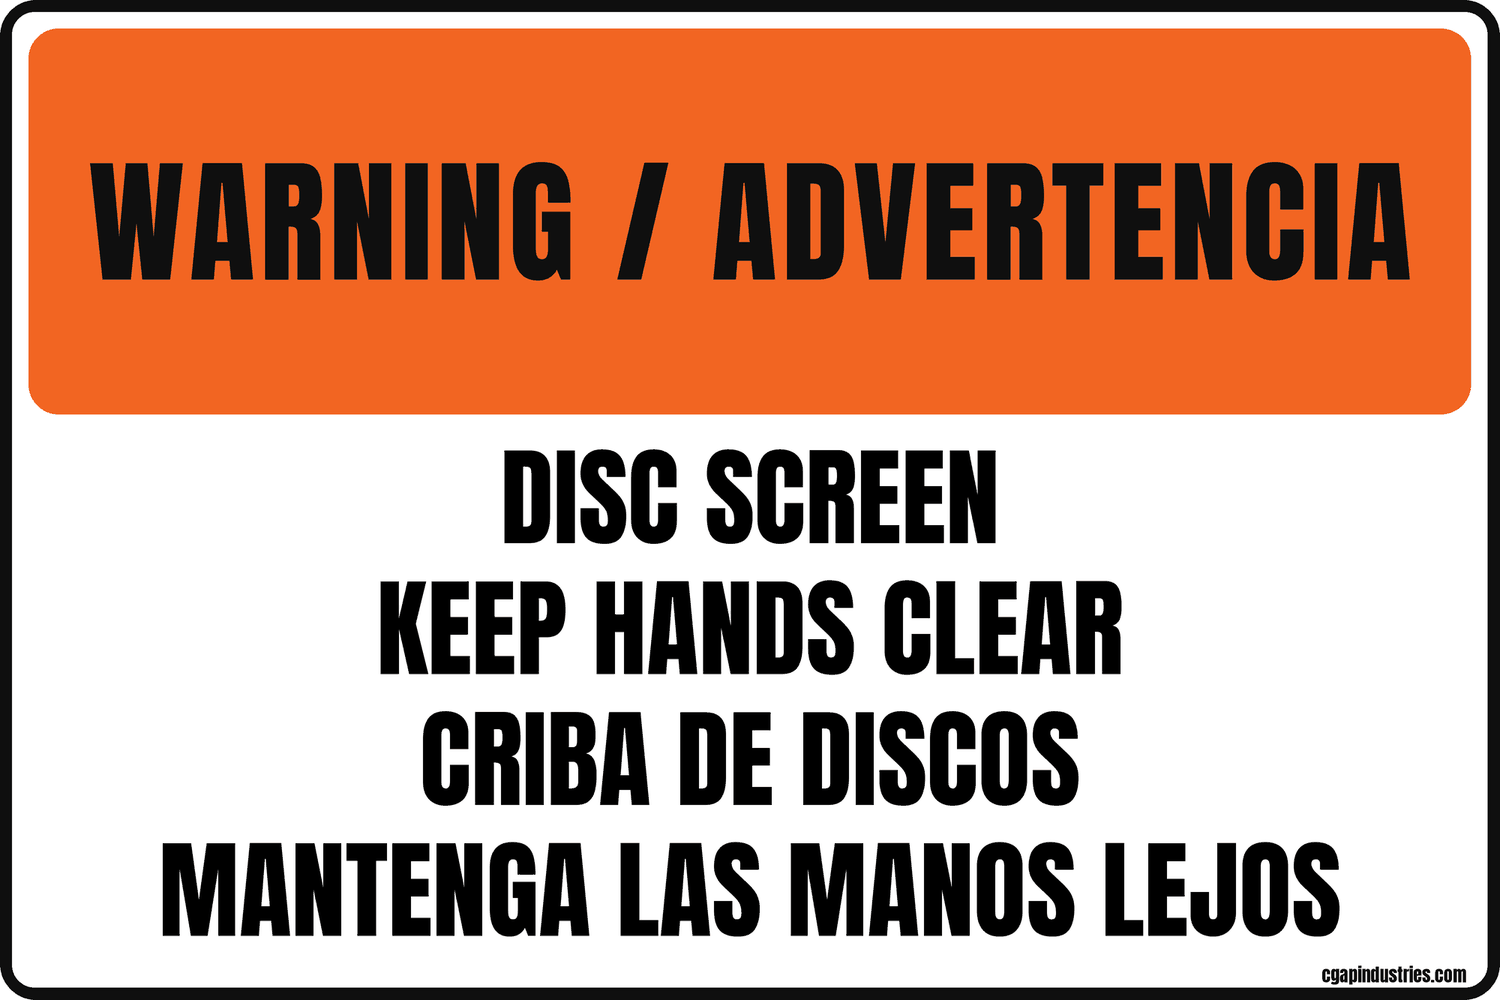 WARNING / ADVERTENCIA
DISC SCREEN
KEEP HANDS CLEAR
CRIBA DE DISCOS
MANTENGA LAS MANOS LEJOS
cgapindustries.com